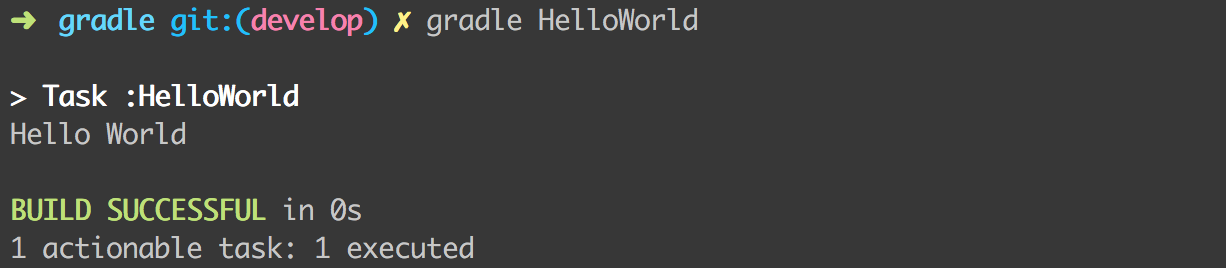 ➜ gradle git:(develop) ✗ gradle HelloWorld
> Task :HelloWorld
Hello World
BUILD SUCCESSFUL in 0s
1 actionable task: 1 executed